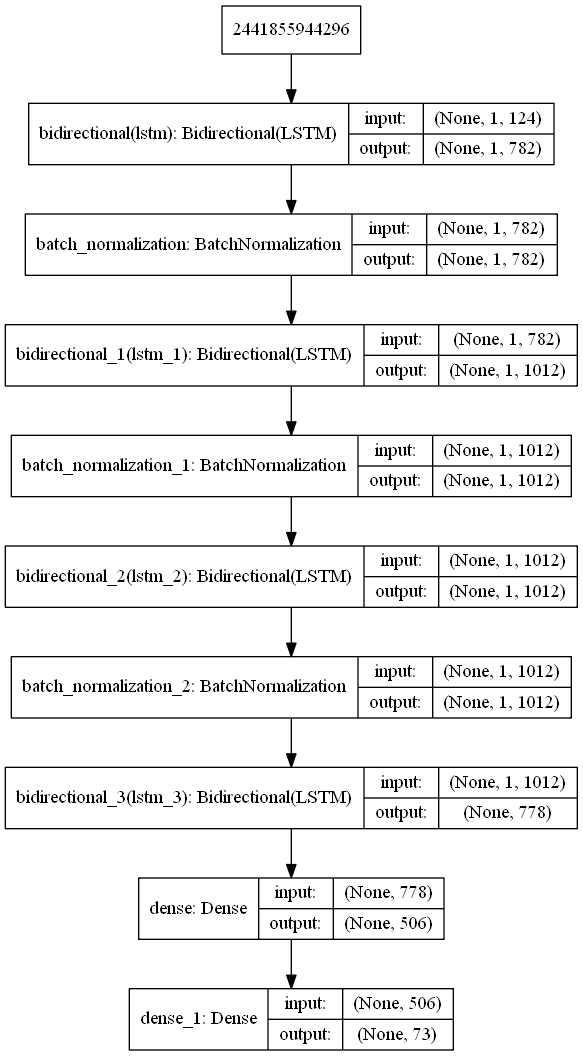 2441855944296
bidirectional(lstm): Bidirectional(LSTM)
input: (None, 1, 124)
output: (None, 1, 782)
batch_normalization: BatchNormalization
input: (None, 1, 782)
output: (None, 1, 782)
bidirectional_1(lstm_1): Bidirectional(LSTM)
input: (None, 1, 782)
output: (None, 1, 1012)
batch_normalization_1: BatchNormalization
input: (None, 1, 1012)
output: (None, 1, 1012)
bidirectional_2(lstm_2): Bidirectional(LSTM)
input: (None, 1, 1012)
output: (None, 1, 1012)
batch_normalization_2: BatchNormalization
input: (None, 1, 1012)
output: (None, 1, 1012)
bidirectional_3(lstm_3): Bidirectional(LSTM)
input: (None, 1, 1012)
output: (None, 778)
dense: Dense
input: (None, 778)
output: (None, 506)
dense_1: Dense
input: (None, 506)
output: (None, 73)